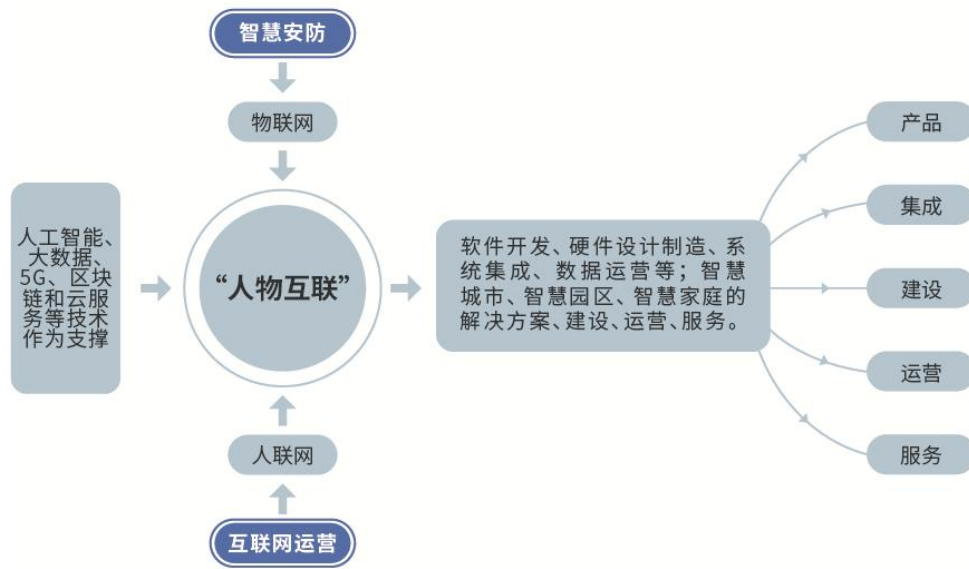 智慧安防
物联网
人工智能、
大数据、
5G、区块
链和云服
务等技术
作为支撑
“人物互联”
软件开发、硬件设计制造、系
统集成、数据运营等；智慧
城市、智慧园区、智慧家庭的
解决方案、建设、运营、服务。
产品
集成
建设
运营
服务
人联网
互联网运营